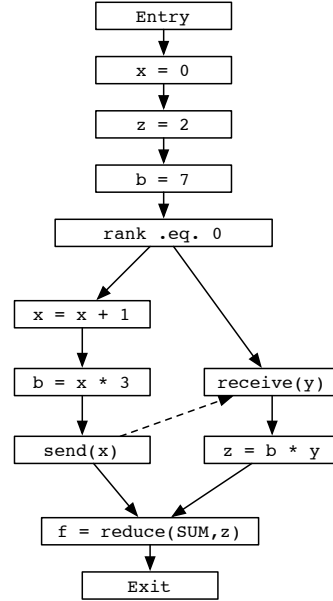 Entry
x = 0
z = 2
b = 7
rank .eq. 0
x = x + 1
b = x * 3
receive(y)
send(x)
z = b * y
f = reduce(SUM,z)
Exit